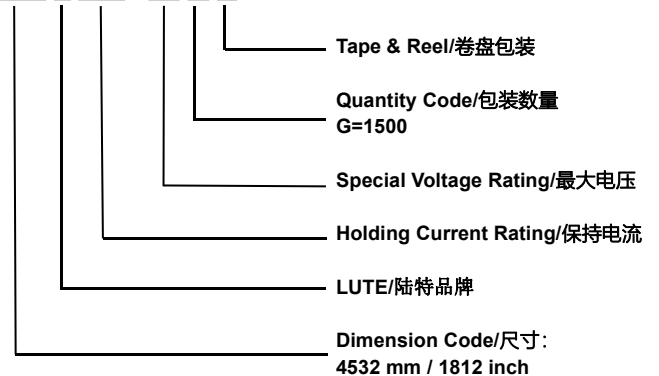 Tape & Reel/卷盘包装
Quantity Code/包装数量
G=1500
Special Voltage Rating/最大电压
Holding Current Rating/保持电流
LUTE/陆特品牌
Dimension Code/尺寸：
4532 mm / 1812 inch